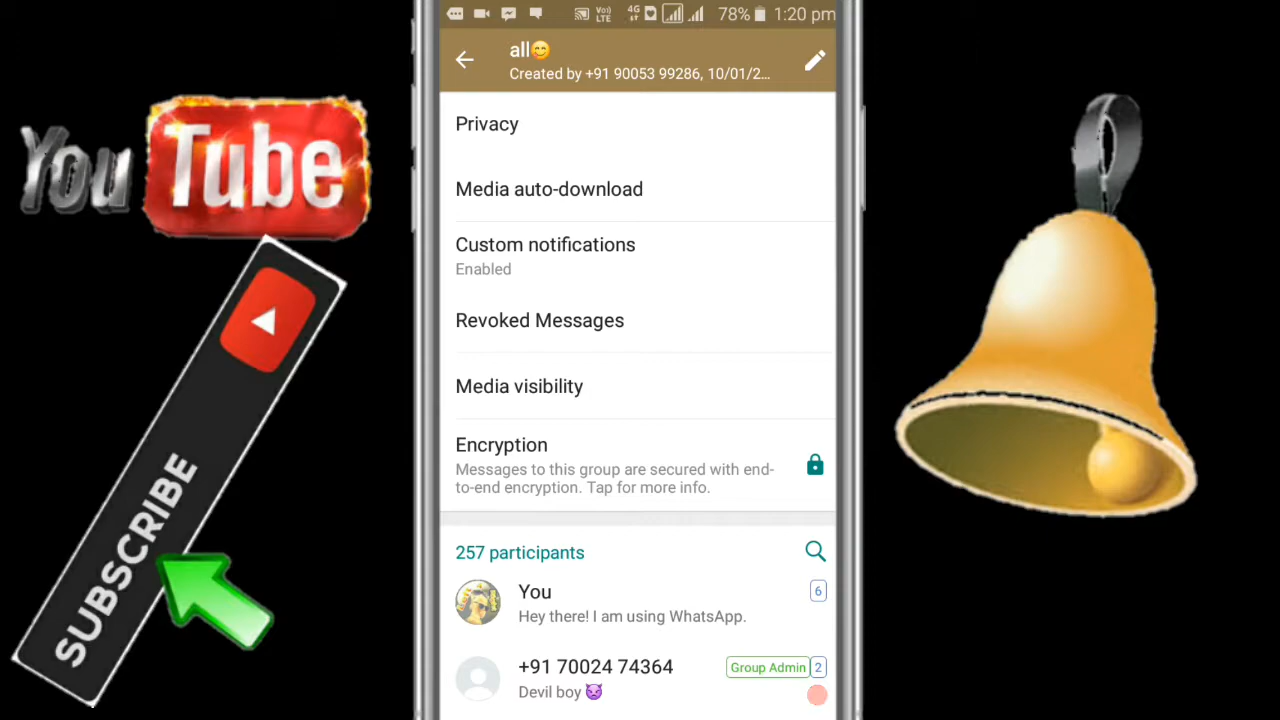 78% 1:20 pm
Vo)) LTE
4G
all😊
Created by +91 90053 99286, 10/01/2...
Privacy
Media auto-download
Custom notifications
Enabled
Revoked Messages
Media visibility
Encryption
Messages to this group are secured with end-
to-end encryption. Tap for more info.
257 participants
You
6
Hey there! I am using WhatsApp.
+91 70024 74364
Group Admin 2
Devil boy 😈
You Tube
SUBSCRIBE